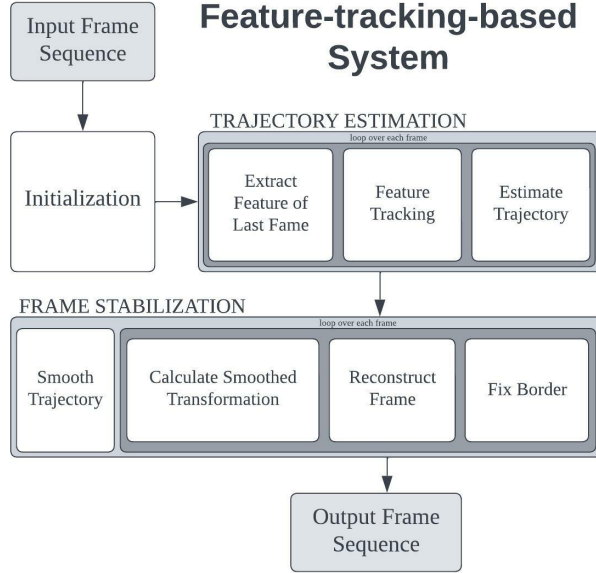 Feature-tracking-based
System
Input Frame
Sequence
Initialization
TRAJECTORY ESTIMATION
loop over each frame
Extract
Feature of
Last Fame
Feature
Tracking
Estimate
Trajectory
FRAME STABILIZATION
loop over each frame
Smooth
Trajectory
Calculate Smoothed
Transformation
Reconstruct
Frame
Fix Border
Output Frame
Sequence